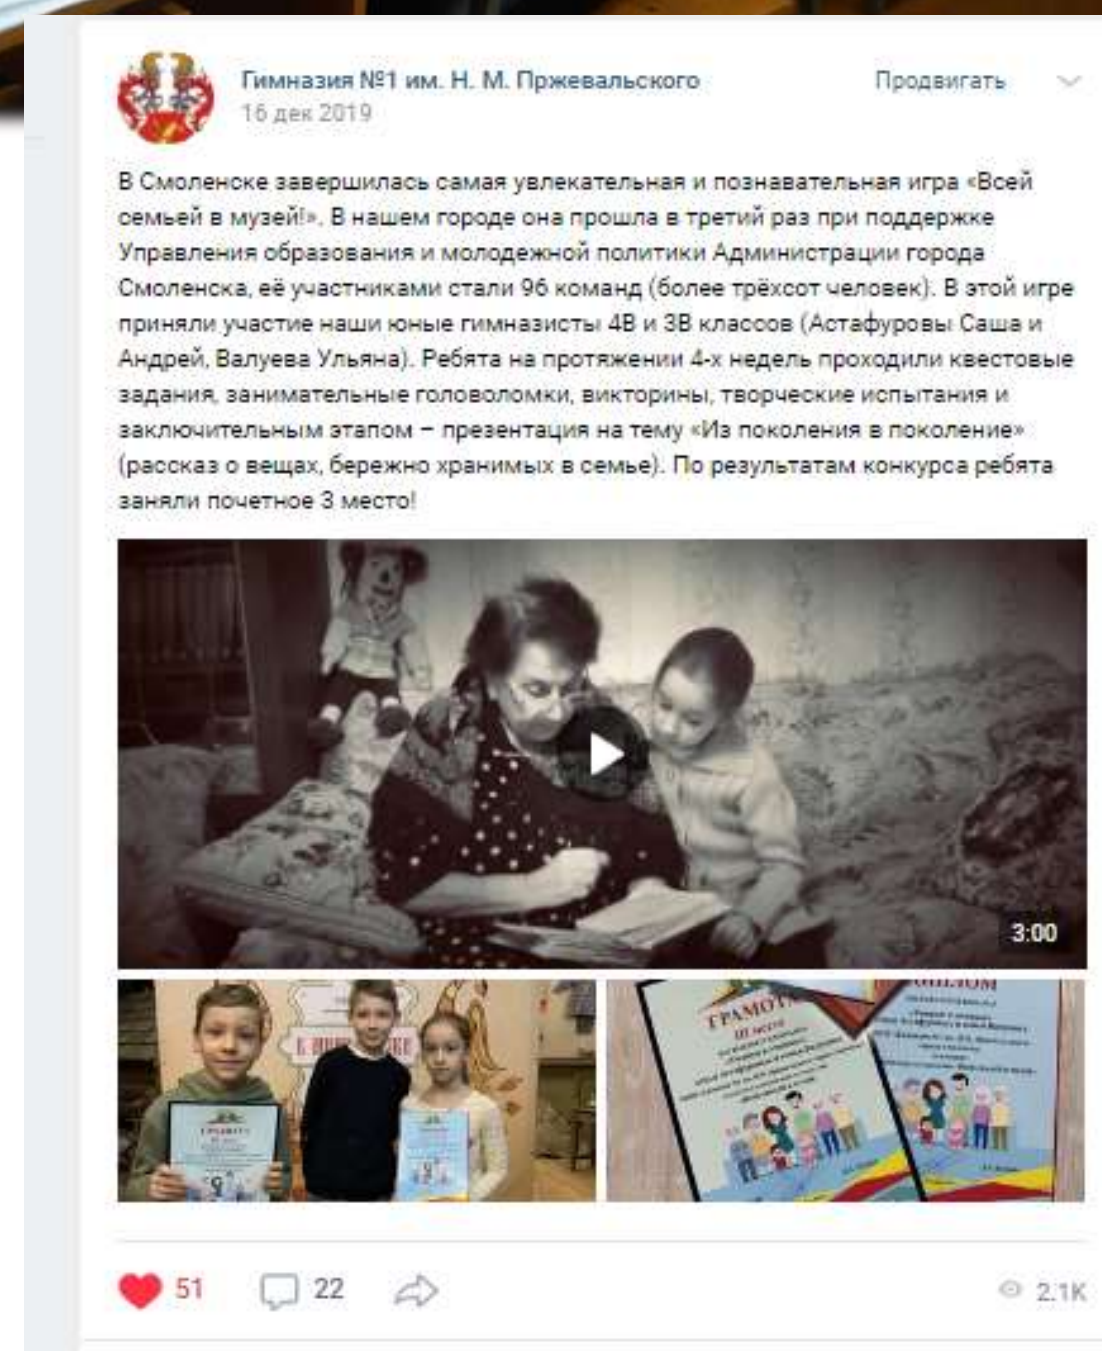 Гимназия №1 им. Н. М. Пржевальского
Продвигать
16 дек 2019
В Смоленске завершилась самая увлекательная и познавательная игра «Всей
семьей в музей!». В нашем городе она прошла в третий раз при поддержке
Управления образования и молодежной политики Администрации города
Смоленска, её участниками стали 96 команд (более трёхсот человек). В этой игре
приняли участие наши юные гимназисты 4В и 3В классов (Астафуровы Саша и
Андрей, Валуева Ульяна). Ребята на протяжении 4-х недель проходили квестовые
задания, занимательные головоломки, викторины, творческие испытания и
заключительным этапом – презентация на тему «Из поколения в поколение»
(рассказ о вещах, бережно хранимых в семье). По результатам конкурса ребята
заняли почетное 3 место!
3:00
ГРАМОТА
ГРАМОТА
III место
51
22
2.1K